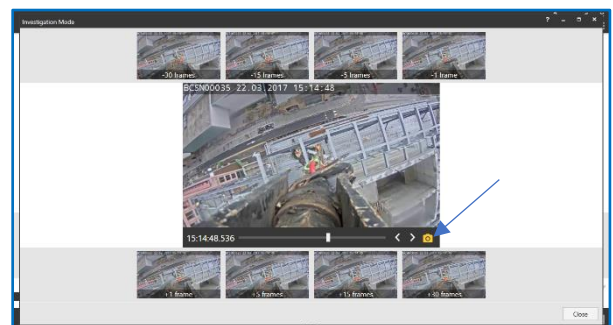 Investigation Mode
-30 frames
-15 frames
-5 frames
-1 frame
BCSN00035 22.03.2017 15:14:48
15:14:48.536
+1 frame
+5 frames
+15 frames
+30 frames
Close